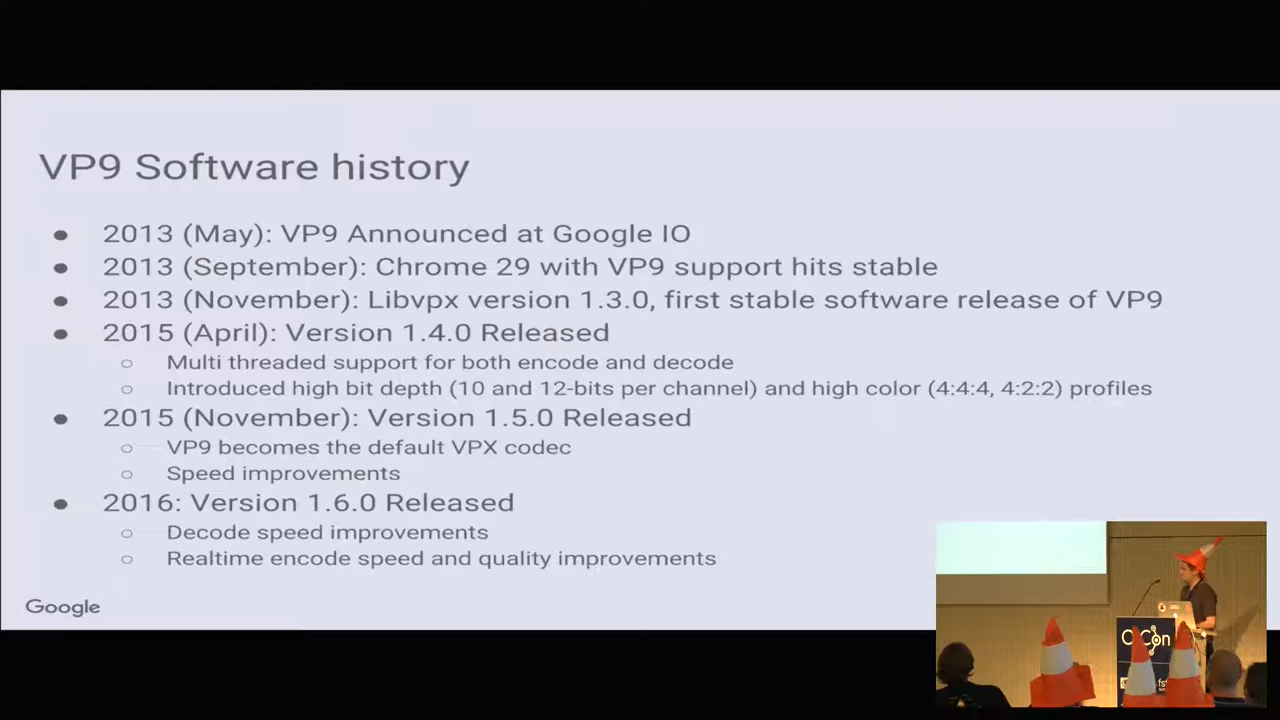 VP9 Software history
● 2013 (May): VP9 Announced at Google IO
● 2013 (September): Chrome 29 with VP9 support hits stable
● 2013 (November): Libvpx version 1.3.0, first stable software release of VP9
● 2015 (April): Version 1.4.0 Released
○ Multi threaded support for both encode and decode
○ Introduced high bit depth (10 and 12-bits per channel) and high color (4:4:4, 4:2:2) profiles
● 2015 (November): Version 1.5.0 Released
○ VP9 becomes the default VPX codec
○ Speed improvements
● 2016: Version 1.6.0 Released
○ Decode speed improvements
○ Realtime encode speed and quality improvements
Google